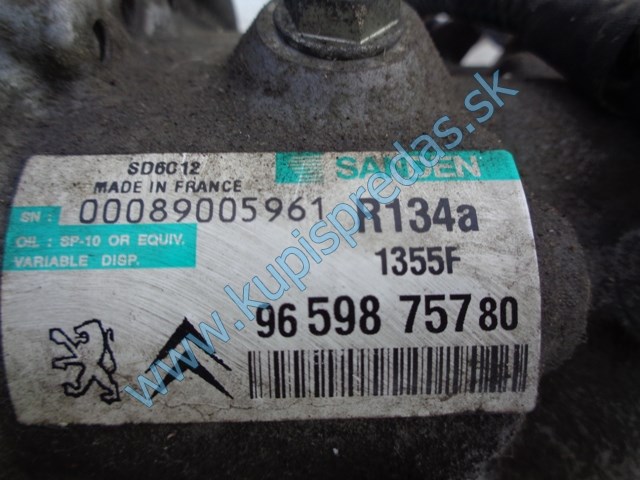 SD6C12
MADE IN FRANCE
SANDEN
SN: 00089005961
R134a
OIL: SP-10 OR EQUIV.
VARIABLE DISP.
1355F
96 598 757 80
www.kupispredas.sk